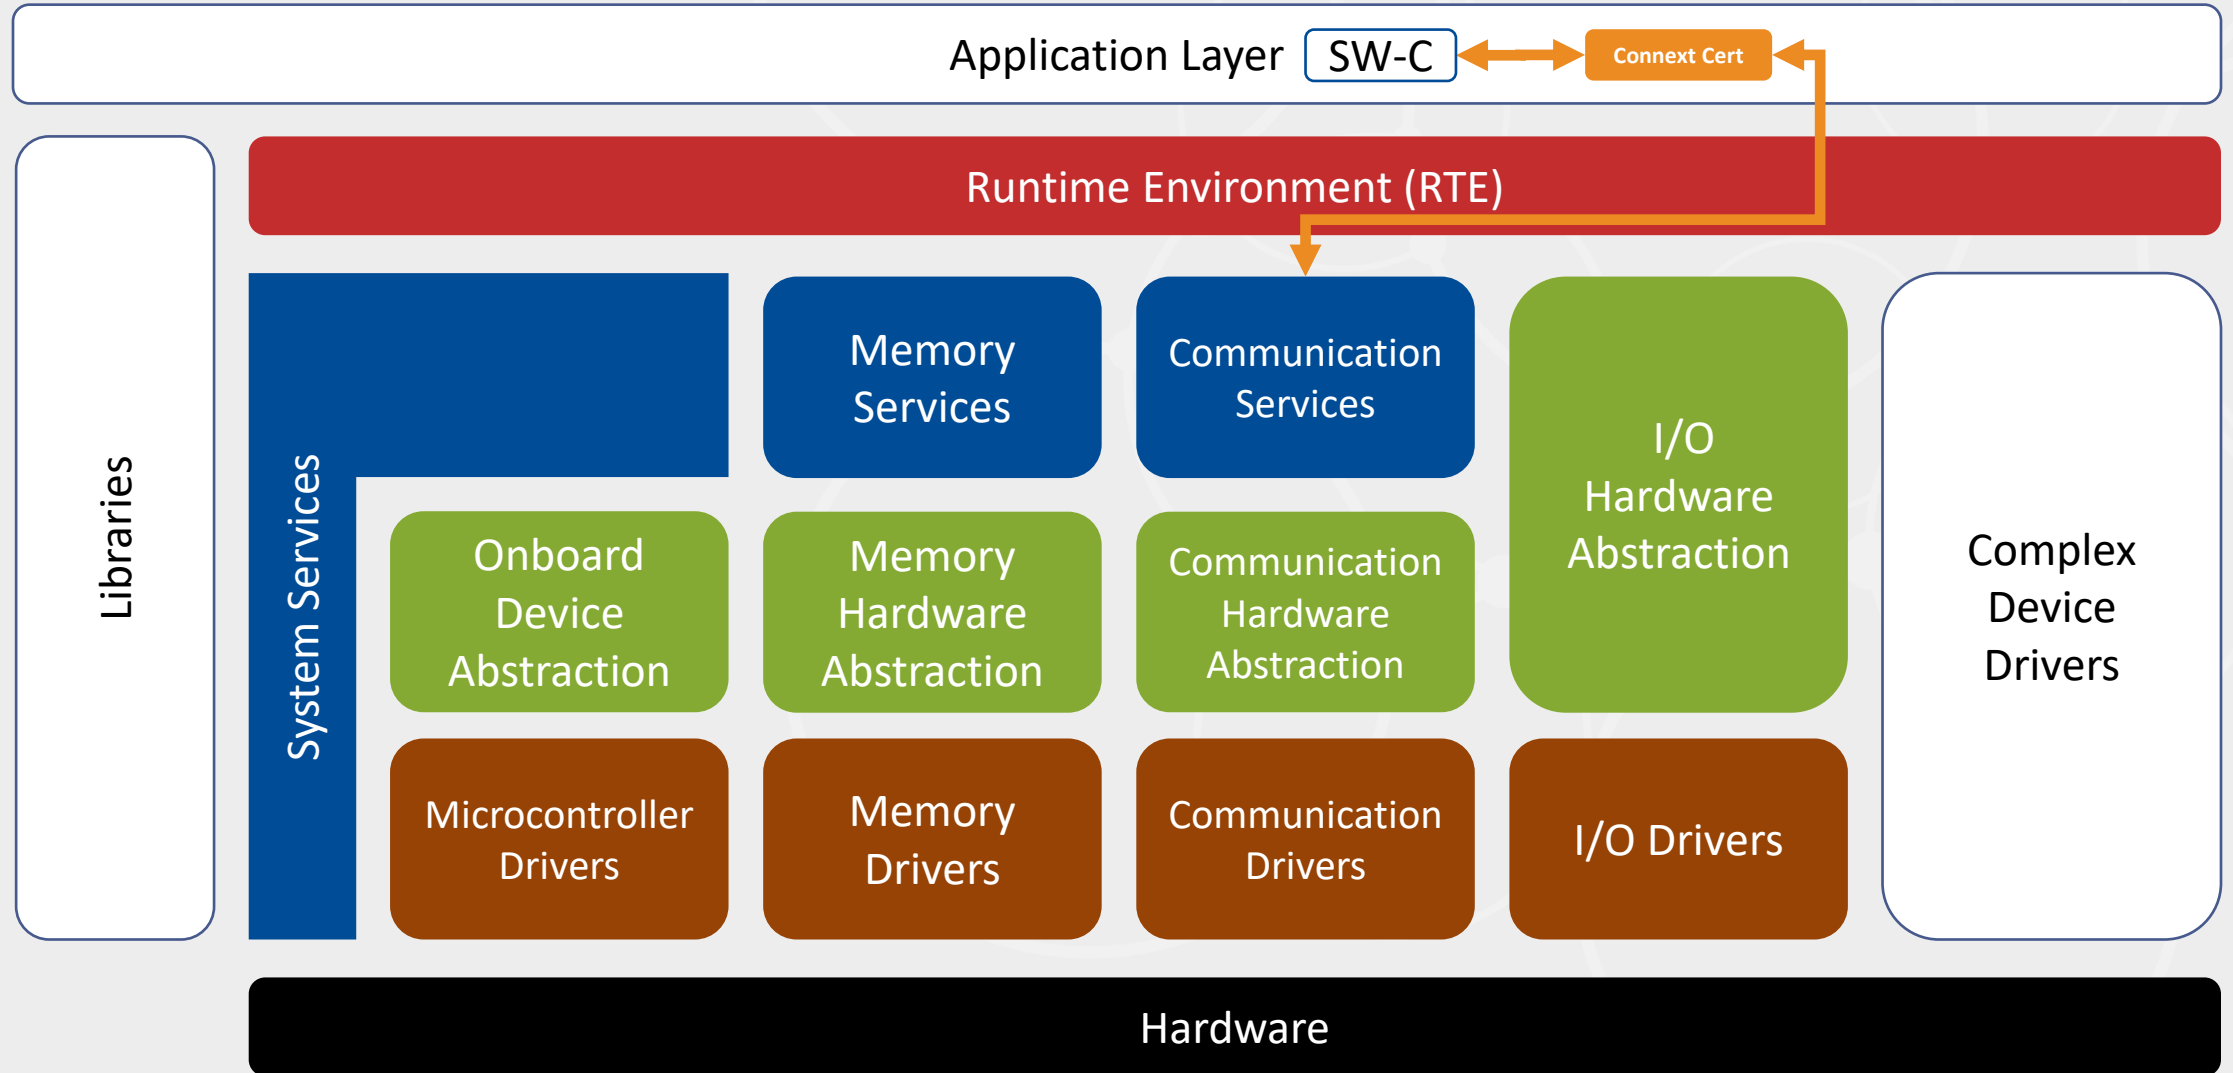 Application Layer
SW-C
Connext Cert
Runtime Environment (RTE)
Libraries
System Services
Memory
Services
Communication
Services
I/O
Hardware
Abstraction
Complex
Device
Drivers
Onboard
Device
Abstraction
Memory
Hardware
Abstraction
Communication
Hardware
Abstraction
Microcontroller
Drivers
Memory
Drivers
Communication
Drivers
I/O Drivers
Hardware